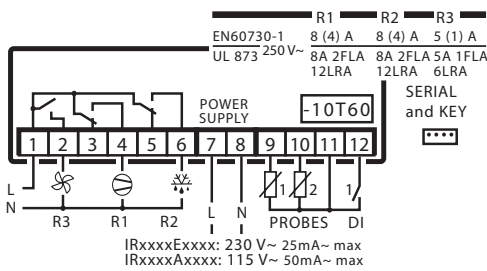 R1 R2 R3
EN60730-1 250 V~ 8 (4) A 8 (4) A 5 (1) A
UL 873 8A 2FLA 8A 2FLA 5A 1FLA
12LRA 12LRA 6LRA
SERIAL
and KEY
POWER
SUPPLY
-10T60
1 2 3 4 5 6 7 8 9 10 11 12
L
N
1 2 1
R3 R1 R2 L N PROBES DI
IRxxxxExxxx: 230 V~ 25mA~ max
IRxxxxAxxxx: 115 V~ 50mA~ max